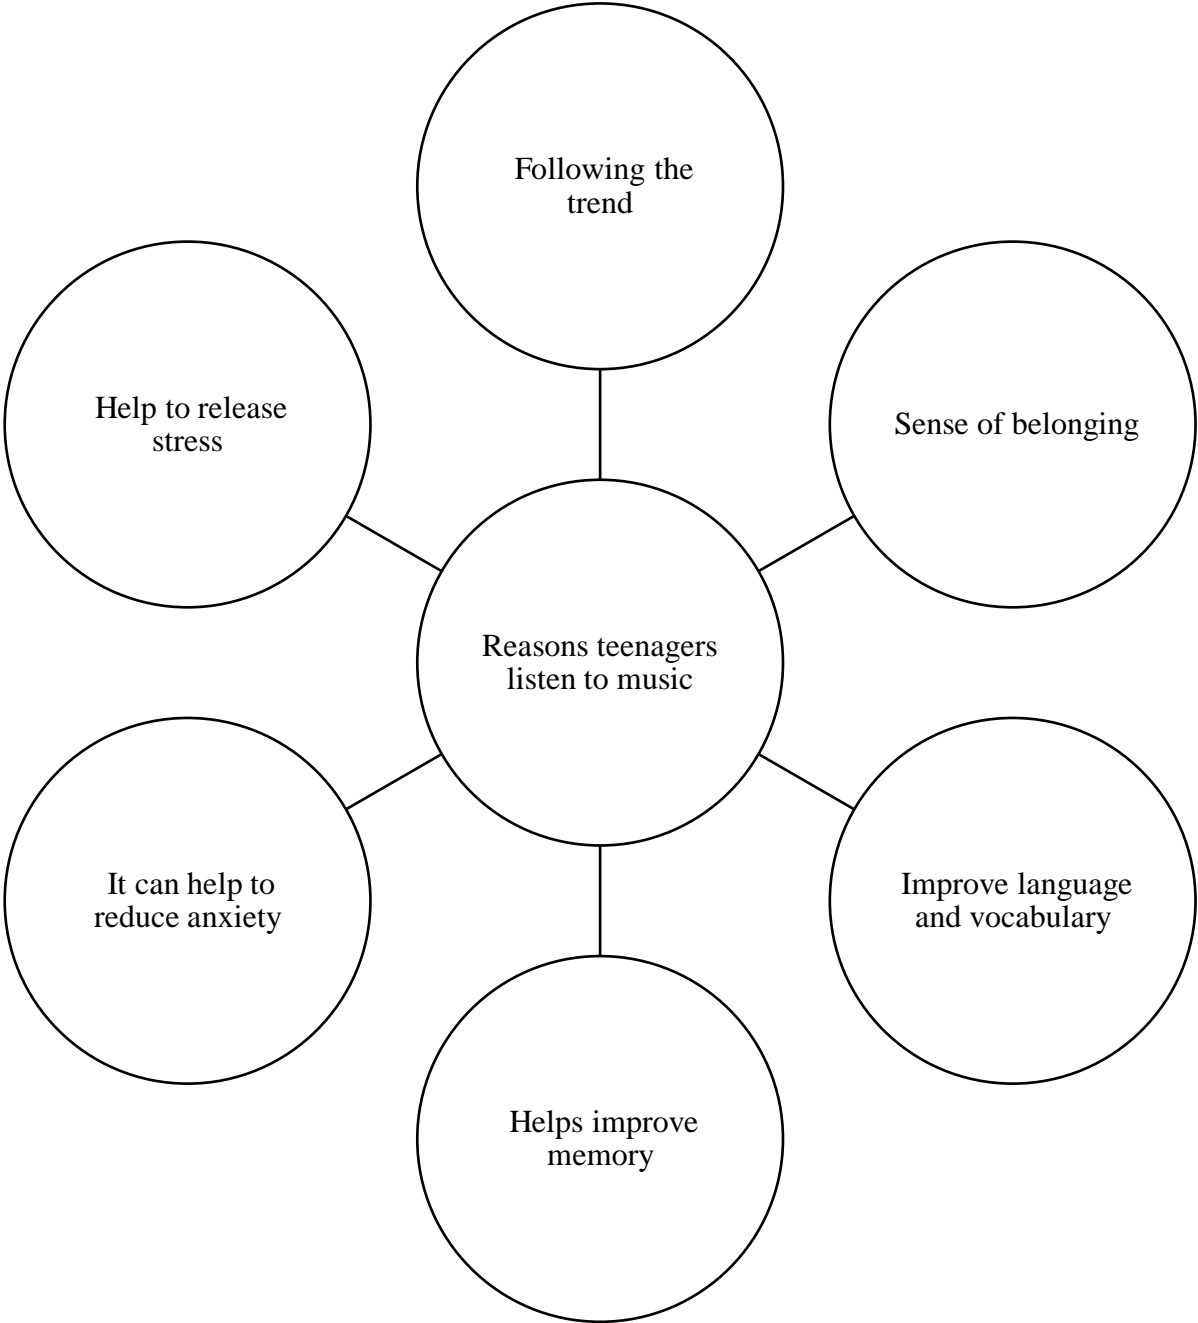 Following the
trend
Help to release
stress
Sense of belonging
Reasons teenagers
listen to music
It can help to
reduce anxiety
Improve language
and vocabulary
Helps improve
memory